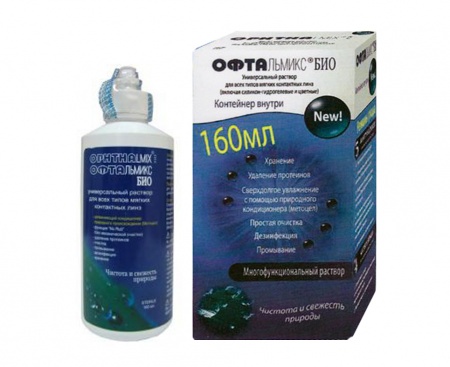 OPHTHALMIX®
ОФТАЛЬМИКС
БИО
универсальный раствор
для всех типов мягких
контактных линз
Чистота и свежесть
природы
ОФТАЛЬМИКС®БИО
Универсальный раствор
для всех типов мягких контактных линз
(включая силикон-гидрогелевые и цветные)
Контейнер внутри
New!
160мл
Хранение
Удаление протеинов
Сверхдолгое увлажнение
с помощью природного
кондиционера (метоцел)
Простая очистка
Дезинфекция
Промывание
Многофункциональный раствор
Чистота и свежесть
природы